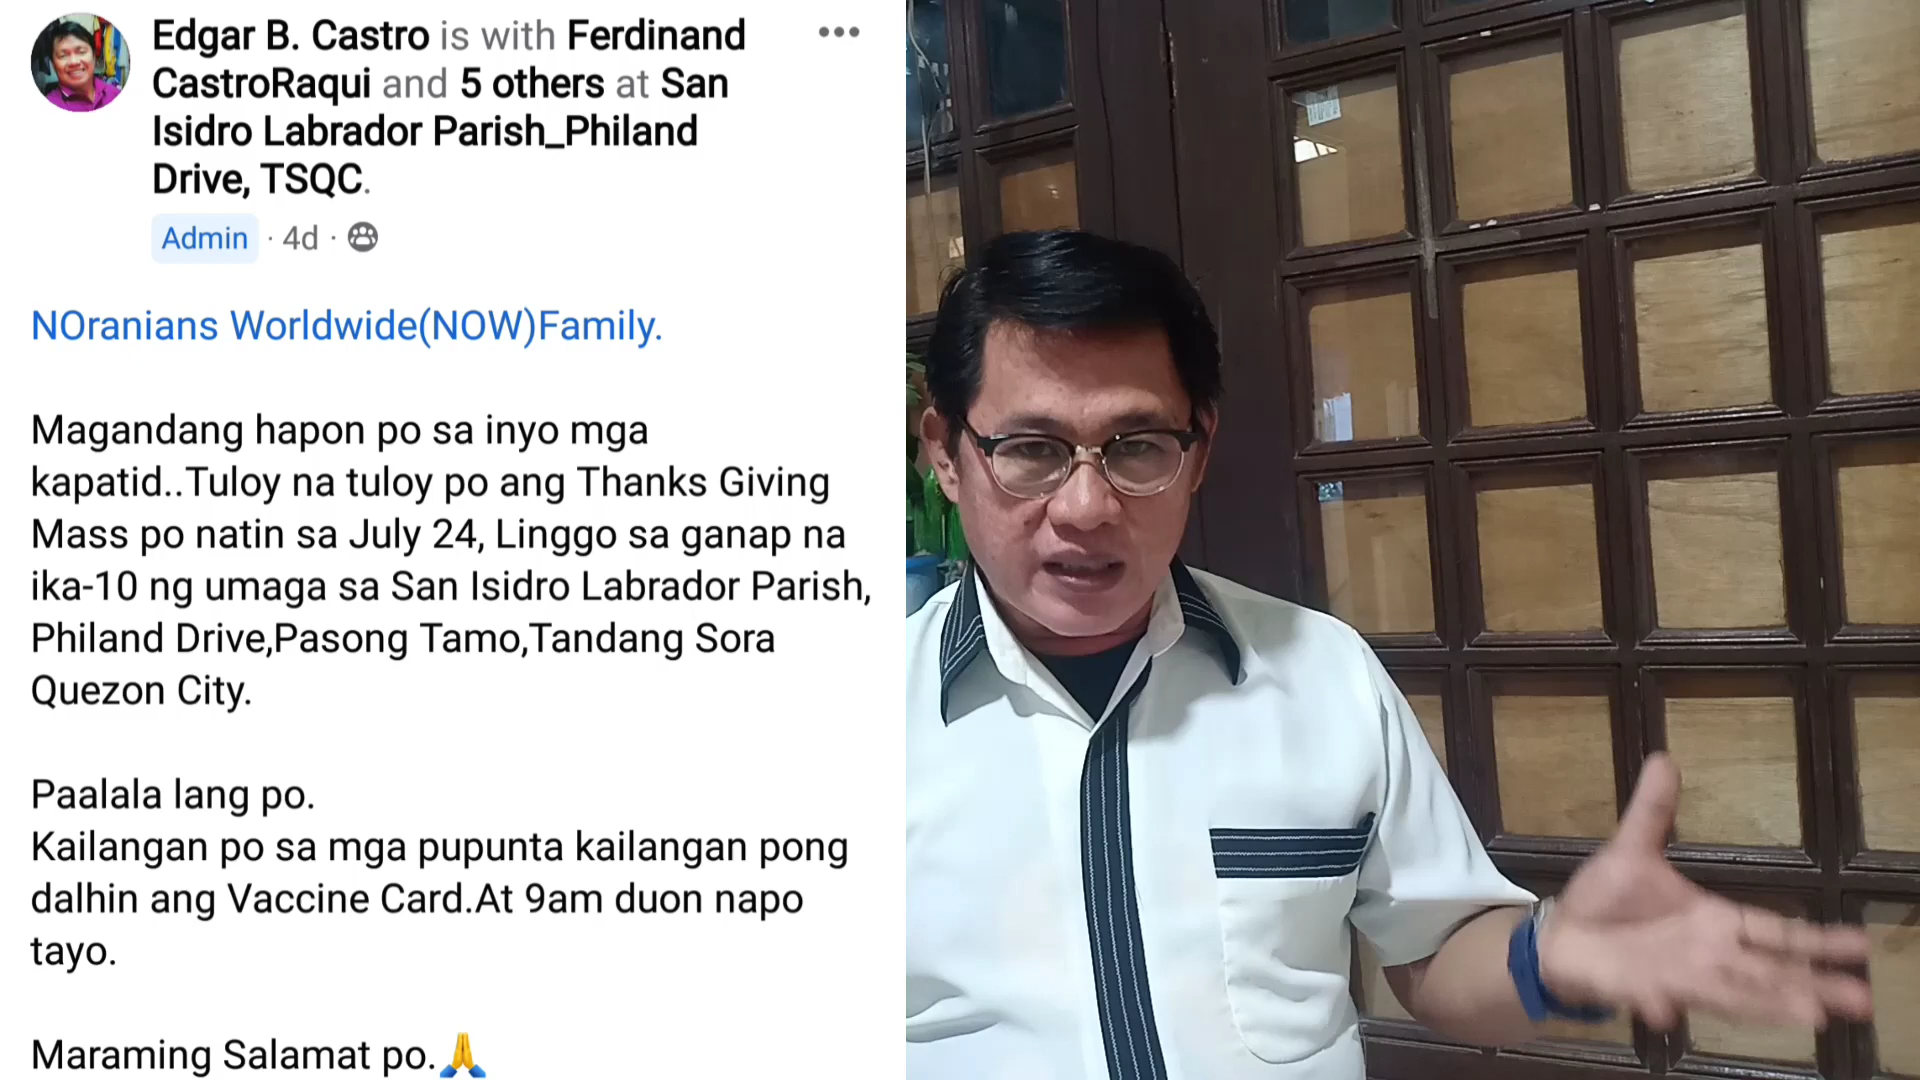 Edgar B. Castro is with Ferdinand
CastroRaqui and 5 others at San
Isidro Labrador Parish_Philand
Drive, TSQC.
Admin · 4d ·
NOranians Worldwide(NOW)Family.
Magandang hapon po sa inyo mga
kapatid..Tuloy na tuloy po ang Thanks Giving
Mass po natin sa July 24, Linggo sa ganap na
ika-10 ng umaga sa San Isidro Labrador Parish,
Philand Drive,Pasong Tamo,Tandang Sora
Quezon City.
Paalala lang po.
Kailangan po sa mga pupunta kailangan pong
dalhin ang Vaccine Card.At 9am duon napo
tayo.
Maraming Salamat po.🙏